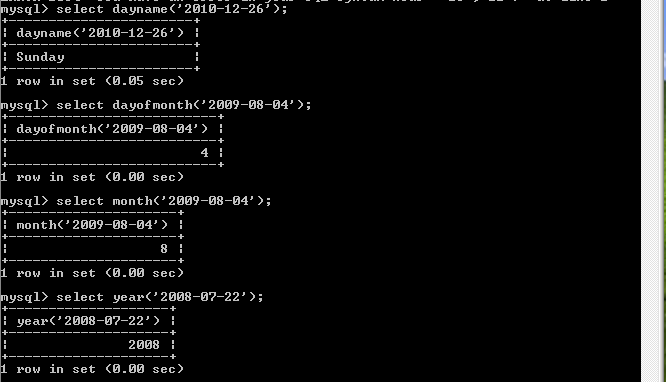 mysql> select dayname('2010-12-26');
+-----------------------+
| dayname('2010-12-26') |
+-----------------------+
| Sunday                |
+-----------------------+
1 row in set (0.05 sec)
mysql> select dayofmonth('2009-08-04');
+--------------------------+
| dayofmonth('2009-08-04') |
+--------------------------+
|                        4 |
+--------------------------+
1 row in set (0.00 sec)
mysql> select month('2009-08-04');
+---------------------+
| month('2009-08-04') |
+---------------------+
|                   8 |
+---------------------+
1 row in set (0.00 sec)
mysql> select year('2008-07-22');
+--------------------+
| year('2008-07-22') |
+--------------------+
|               2008 |
+--------------------+
1 row in set (0.00 sec)